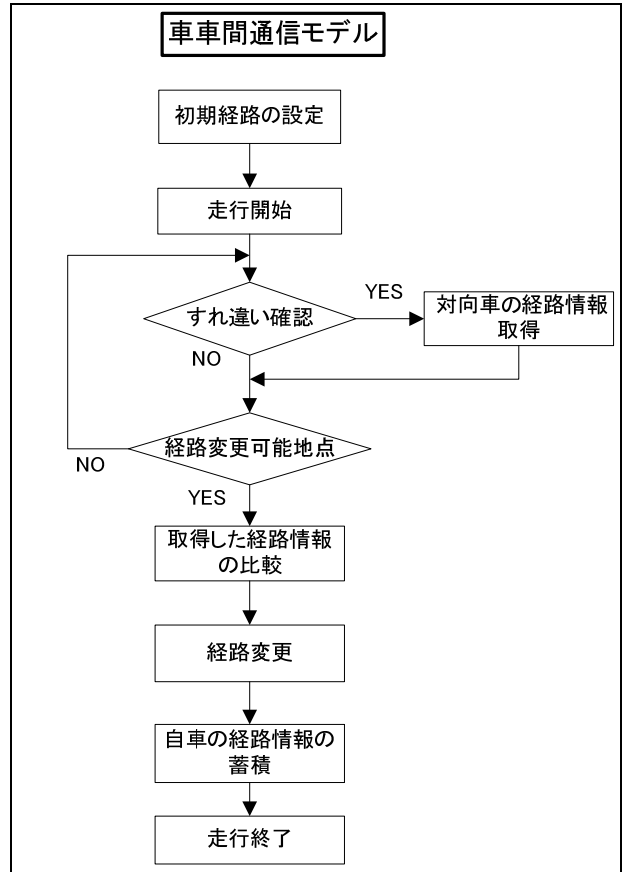 車車間通信モデル
初期経路の設定
走行開始
すれ違い確認
YES
対向車の経路情報
取得
NO
経路変更可能地点
NO
YES
取得した経路情報
の比較
経路変更
自車の経路情報の
蓄積
走行終了